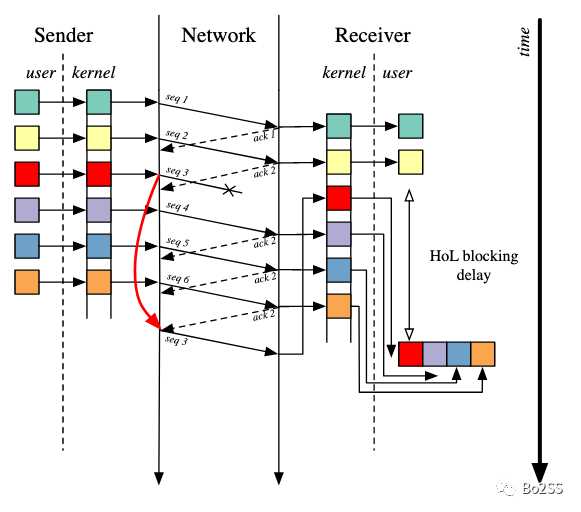 Sender
Network
Receiver
time
user
kernel
kernel
user
seq 1
ack 1
seq 2
ack 2
seq 3
seq 4
ack 2
seq 5
ack 2
seq 6
ack 2
seq 3
HoL blocking
delay
Bo2SS